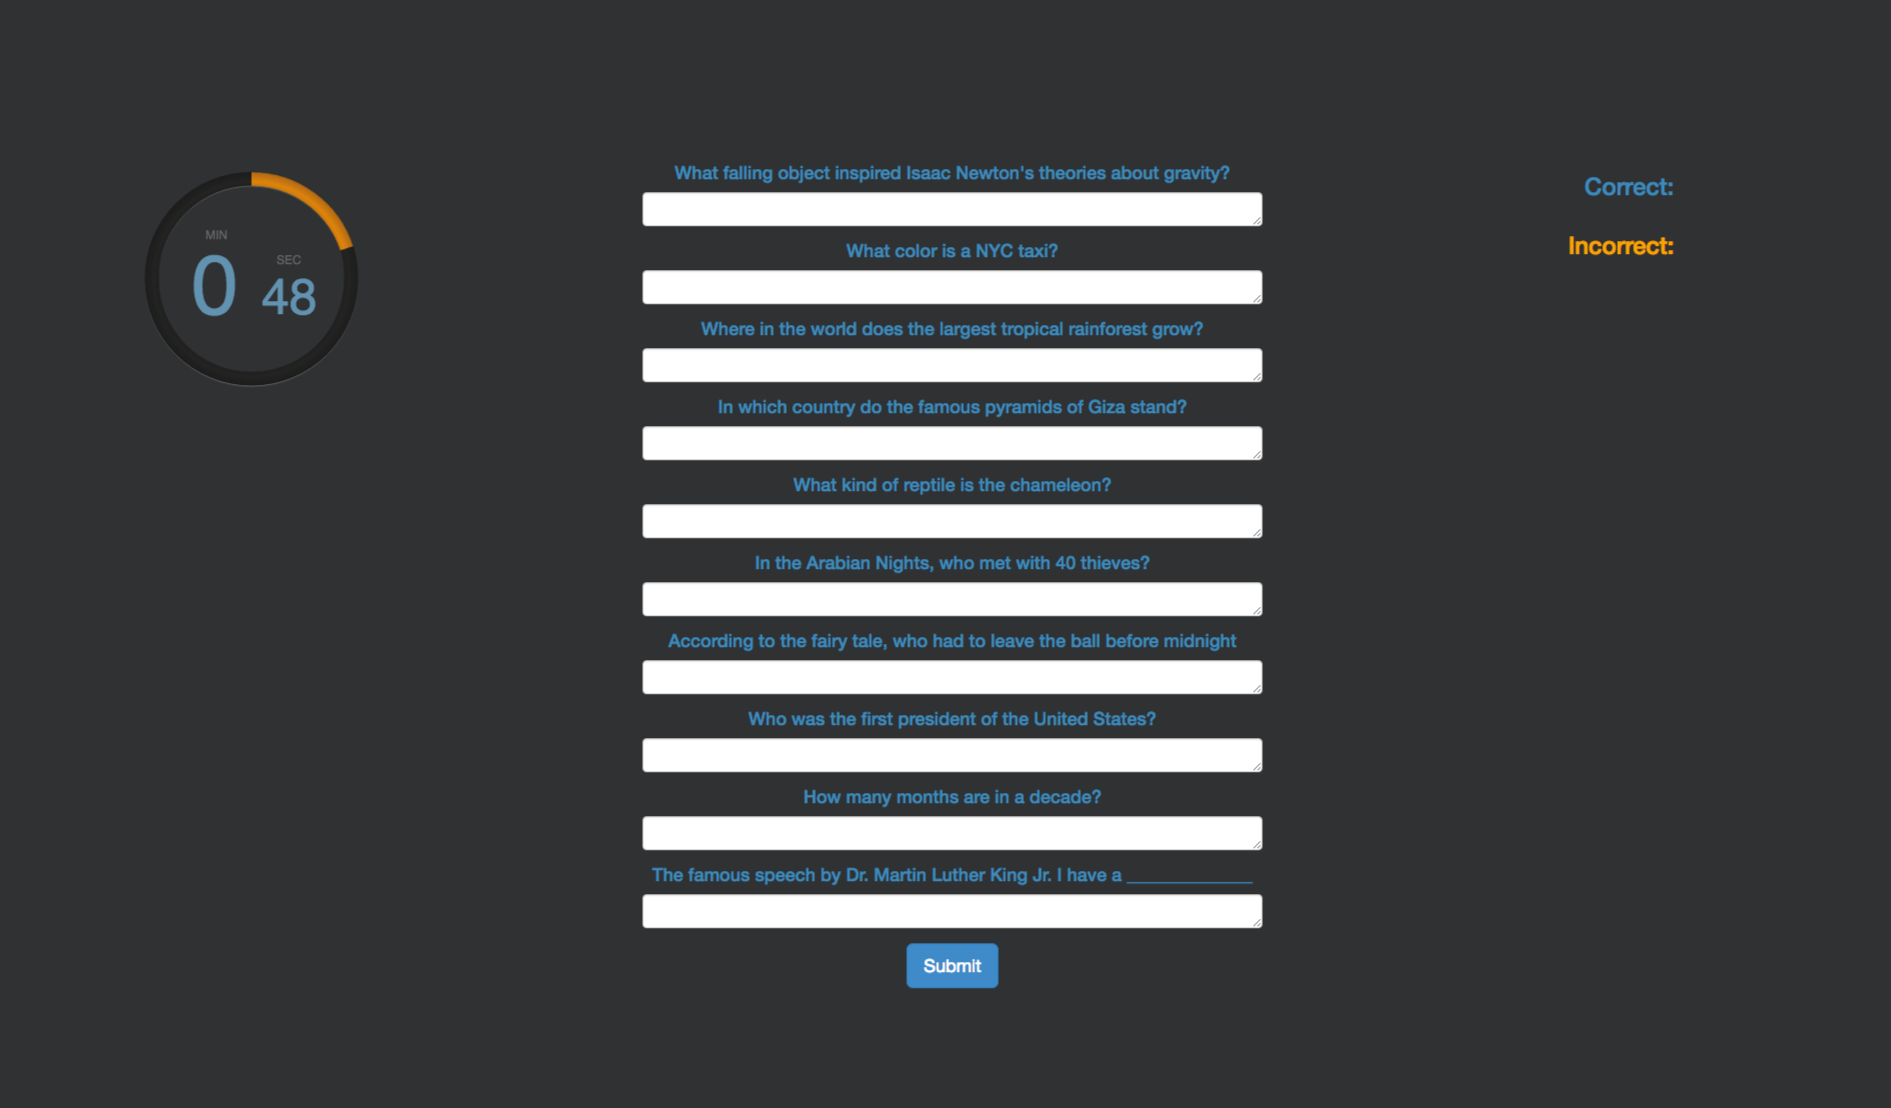 MIN
0
SEC
48
What falling object inspired Isaac Newton's theories about gravity?
What color is a NYC taxi?
Where in the world does the largest tropical rainforest grow?
In which country do the famous pyramids of Giza stand?
What kind of reptile is the chameleon?
In the Arabian Nights, who met with 40 thieves?
According to the fairy tale, who had to leave the ball before midnight
Who was the first president of the United States?
How many months are in a decade?
The famous speech by Dr. Martin Luther King Jr. I have a _____________
Submit
Correct:
Incorrect: